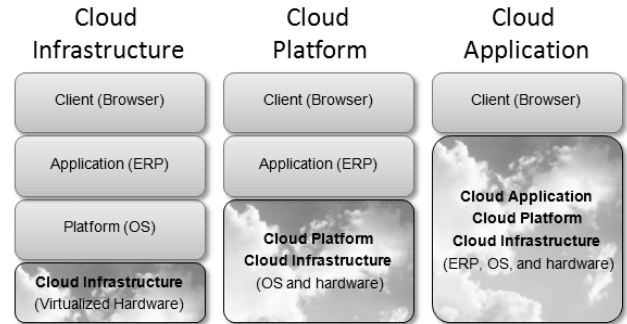 Cloud
Infrastructure
Client (Browser)
Application (ERP)
Platform (OS)
Cloud Infrastructure
(Virtualized Hardware)
Cloud
Platform
Client (Browser)
Application (ERP)
Cloud Platform
Cloud Infrastructure
(OS and hardware)
Cloud
Application
Client (Browser)
Cloud Application
Cloud Platform
Cloud Infrastructure
(ERP, OS, and hardware)